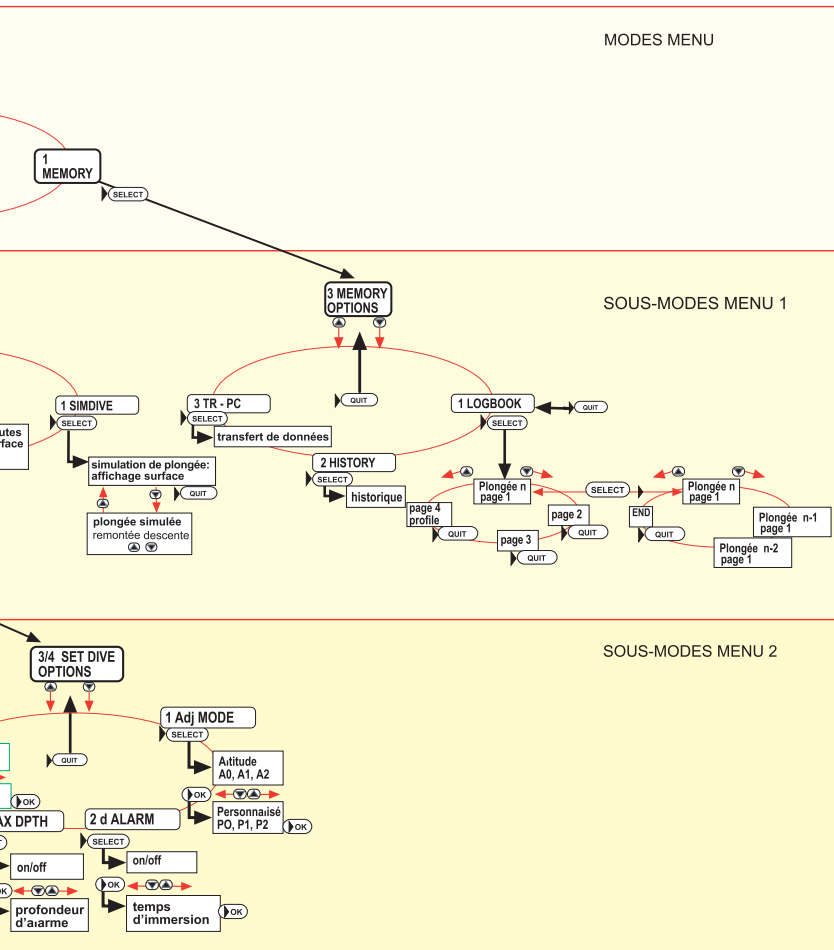 MODES MENU
1
MEMORY
SELECT
3 MEMORY
OPTIONS
SOUS-MODES MENU 1
QUIT
1 SIMDIVE
SELECT
simulation de plongée:
affichage surface
QUIT
plongée simulée
remontée descente
3 TR - PC
SELECT
transfert de données
2 HISTORY
SELECT
historique
1 LOGBOOK
QUIT
SELECT
Plongée n
page 1
page 2
QUIT
page 3
QUIT
page 4
profile
QUIT
SELECT
Plongée n
page 1
Plongée n-1
page 1
Plongée n-2
page 1
END
QUIT
SOUS-MODES MENU 2
3/4 SET DIVE
OPTIONS
QUIT
1 Adj MODE
SELECT
Altitude
A0, A1, A2
OK
Personnalisé
PO, P1, P2
OK
OK
AX DPTH
on/off
OK
profondeur
d'alarme
2 d ALARM
SELECT
on/off
OK
temps
d'immersion
OK